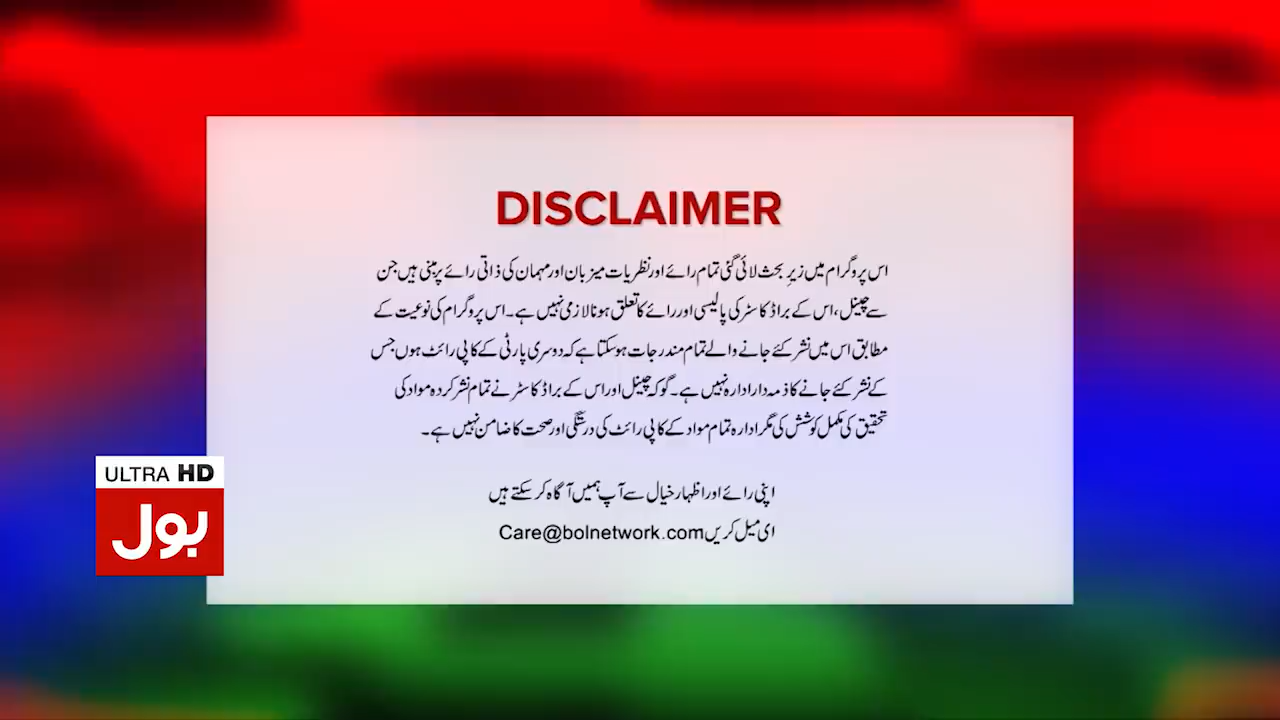 DISCLAIMER
اس پروگرام میں زیرِ بحث لائی گئی تمام رائے اور نظریات میزبان اور مہمان کی ذاتی رائے پر مبنی ہیں جن
سے چینل، اس کے براڈ کاسٹر کی پالیسی اور رائے کا تعلق ہونا لازمی نہیں ہے۔ اس پروگرام کی نوعیت کے
مطابق اس میں نشر کئے جانے والے تمام مندرجات ہو سکتا ہے کہ دوسری پارٹی کے کاپی رائٹ ہوں جس
کے نشر کئے جانے کا ذمہ دار ادارہ نہیں ہے۔ گو کہ چینل اور اس کے براڈ کاسٹر نے تمام نشر کردہ مواد کی
تحقیق کی مکمل کوشش کی مگر ادارہ تمام مواد کے کاپی رائٹ کی درستگی اور صحت کا ضامن نہیں ہے۔
اپنی رائے اور اظہار خیال سے آپ ہمیں آگاہ کر سکتے ہیں
ای میل کریں Care@bolnetwork.com
ULTRA HD
بول